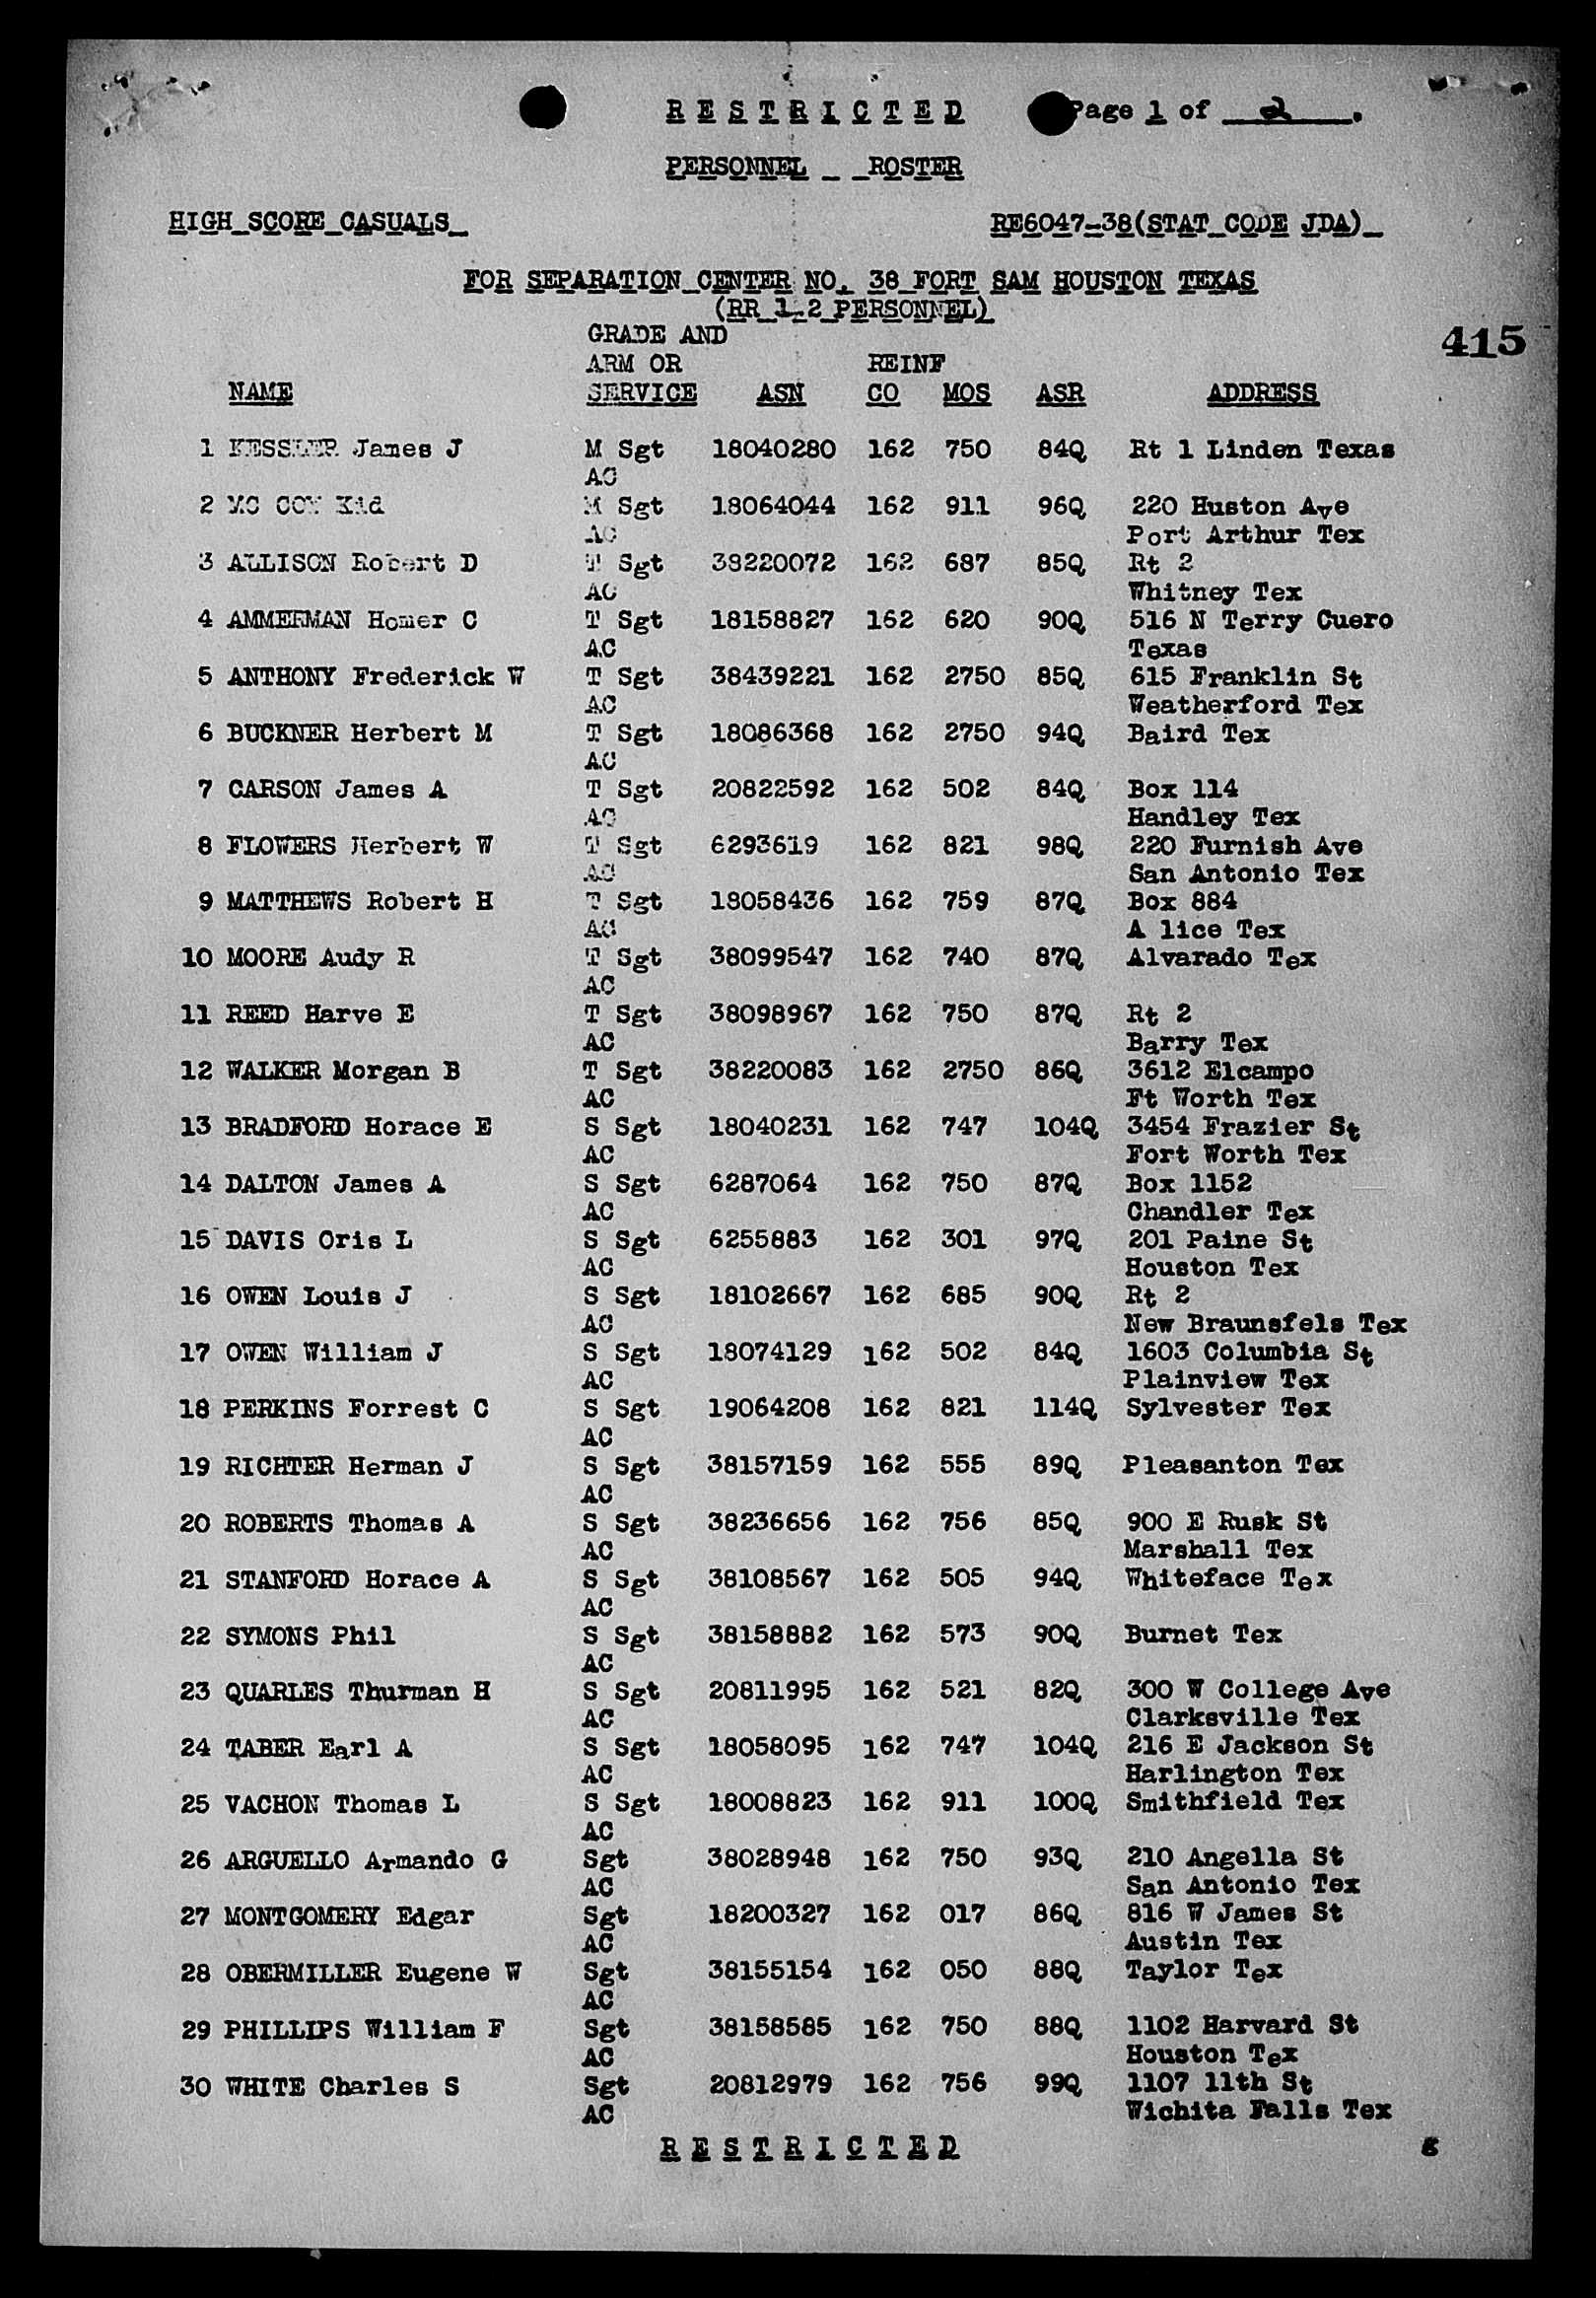 RESTRICTED Page 1 of 2.
PERSONNEL _ _ROSTER
HIGH_SCORE_CASUALS_ RE6047-38(STAT_CODE JDA)_
FOR SEPARATION_CENTER NO. 38_FORT SAM HOUSTON TEXAS
(RR_1-2_PERSONNEL)
GRADE AND 415
ARM OR REINF
NAME SERVICE ASN CO MOS ASR ADDRESS
1 KESSLER James J M Sgt 18040280 162 750 84Q Rt 1 Linden Texas
AC
2 MC COY Kid M Sgt 18064044 162 911 96Q 220 Huston Ave
AC Port Arthur Tex
3 ALLISON Robert D T Sgt 38220072 162 687 85Q Rt 2
AC Whitney Tex
4 AMMERMAN Homer C T Sgt 18158827 162 620 90Q 516 N Terry Cuero
AC Texas
5 ANTHONY Frederick W T Sgt 38439221 162 2750 85Q 615 Franklin St
AC Weatherford Tex
6 BUCKNER Herbert M T Sgt 18086368 162 2750 94Q Baird Tex
AC
7 CARSON James A T Sgt 20822592 162 502 84Q Box 114
AC Handley Tex
8 FLOWERS Herbert W T Sgt 6293619 162 821 98Q 220 Furnish Ave
AC San Antonio Tex
9 MATTHEWS Robert H T Sgt 18058436 162 759 87Q Box 884
AC A lice Tex
10 MOORE Audy R T Sgt 38099547 162 740 87Q Alvarado Tex
AC
11 REED Harve E T Sgt 38098967 162 750 87Q Rt 2
AC Barry Tex
12 WALKER Morgan B T Sgt 38220083 162 2750 86Q 3612 Elcampo
AC Ft Worth Tex
13 BRADFORD Horace E S Sgt 18040231 162 747 104Q 3454 Frazier St
AC Fort Worth Tex
14 DALTON James A S Sgt 6287064 162 750 87Q Box 1152
AC Chandler Tex
15 DAVIS Oris L S Sgt 6255883 162 301 97Q 201 Paine St
AC Houston Tex
16 OWEN Louis J S Sgt 18102667 162 685 90Q Rt 2
AC New Braunsfels Tex
17 OWEN William J S Sgt 18074129 162 502 84Q 1603 Columbia St
AC Plainview Tex
18 PERKINS Forrest C S Sgt 19064208 162 821 114Q Sylvester Tex
AC
19 RICHTER Herman J S Sgt 38157159 162 555 89Q Pleasanton Tex
AC
20 ROBERTS Thomas A S Sgt 38236656 162 756 85Q 900 E Rusk St
AC Marshall Tex
21 STANFORD Horace A S Sgt 38108567 162 505 94Q Whiteface Tex
AC
22 SYMONS Phil S Sgt 38158882 162 573 90Q Burnet Tex
AC
23 QUARLES Thurman H S Sgt 20811995 162 521 82Q 300 W College Ave
AC Clarksville Tex
24 TABER Earl A S Sgt 18058095 162 747 104Q 216 E Jackson St
AC Harlington Tex
25 VACHON Thomas L S Sgt 18008823 162 911 100Q Smithfield Tex
AC
26 ARGUELLO Armando G Sgt 38028948 162 750 93Q 210 Angella St
AC San Antonio Tex
27 MONTGOMERY Edgar Sgt 18200327 162 017 86Q 816 W James St
AC Austin Tex
28 OBERMILLER Eugene W Sgt 38155154 162 050 88Q Taylor Tex
AC
29 PHILLIPS William F Sgt 38158585 162 750 88Q 1102 Harvard St
AC Houston Tex
30 WHITE Charles S Sgt 20812979 162 756 99Q 1107 11th St
AC Wichita Falls Tex
RESTRICTED g